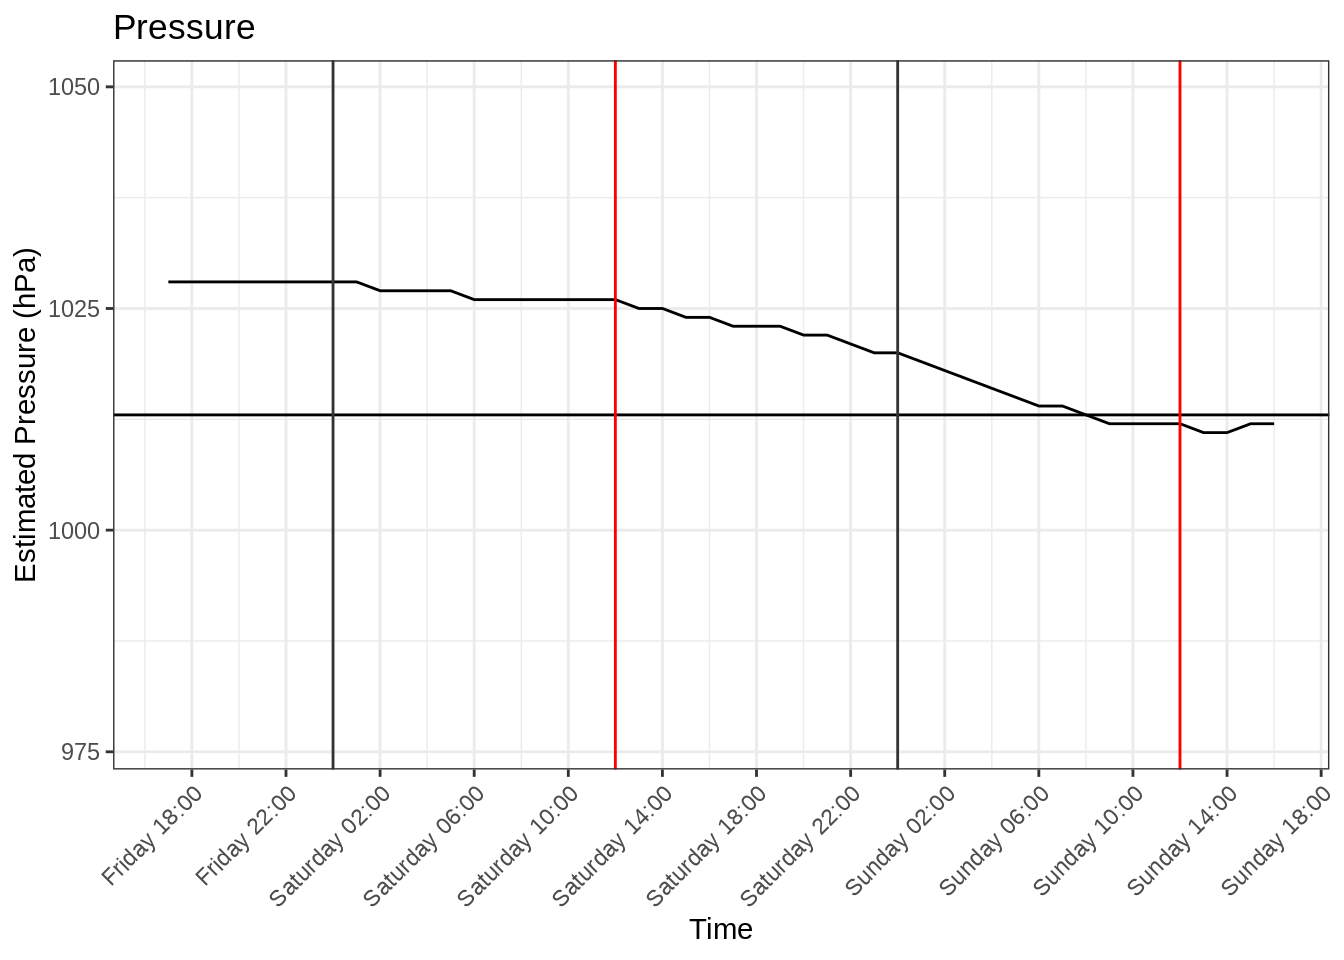 Pressure
Estimated Pressure (hPa)
1050
1025
1000
975
Friday 18:00
Friday 22:00
Saturday 02:00
Saturday 06:00
Saturday 10:00
Saturday 14:00
Saturday 18:00
Saturday 22:00
Sunday 02:00
Sunday 06:00
Sunday 10:00
Sunday 14:00
Sunday 18:00
Time